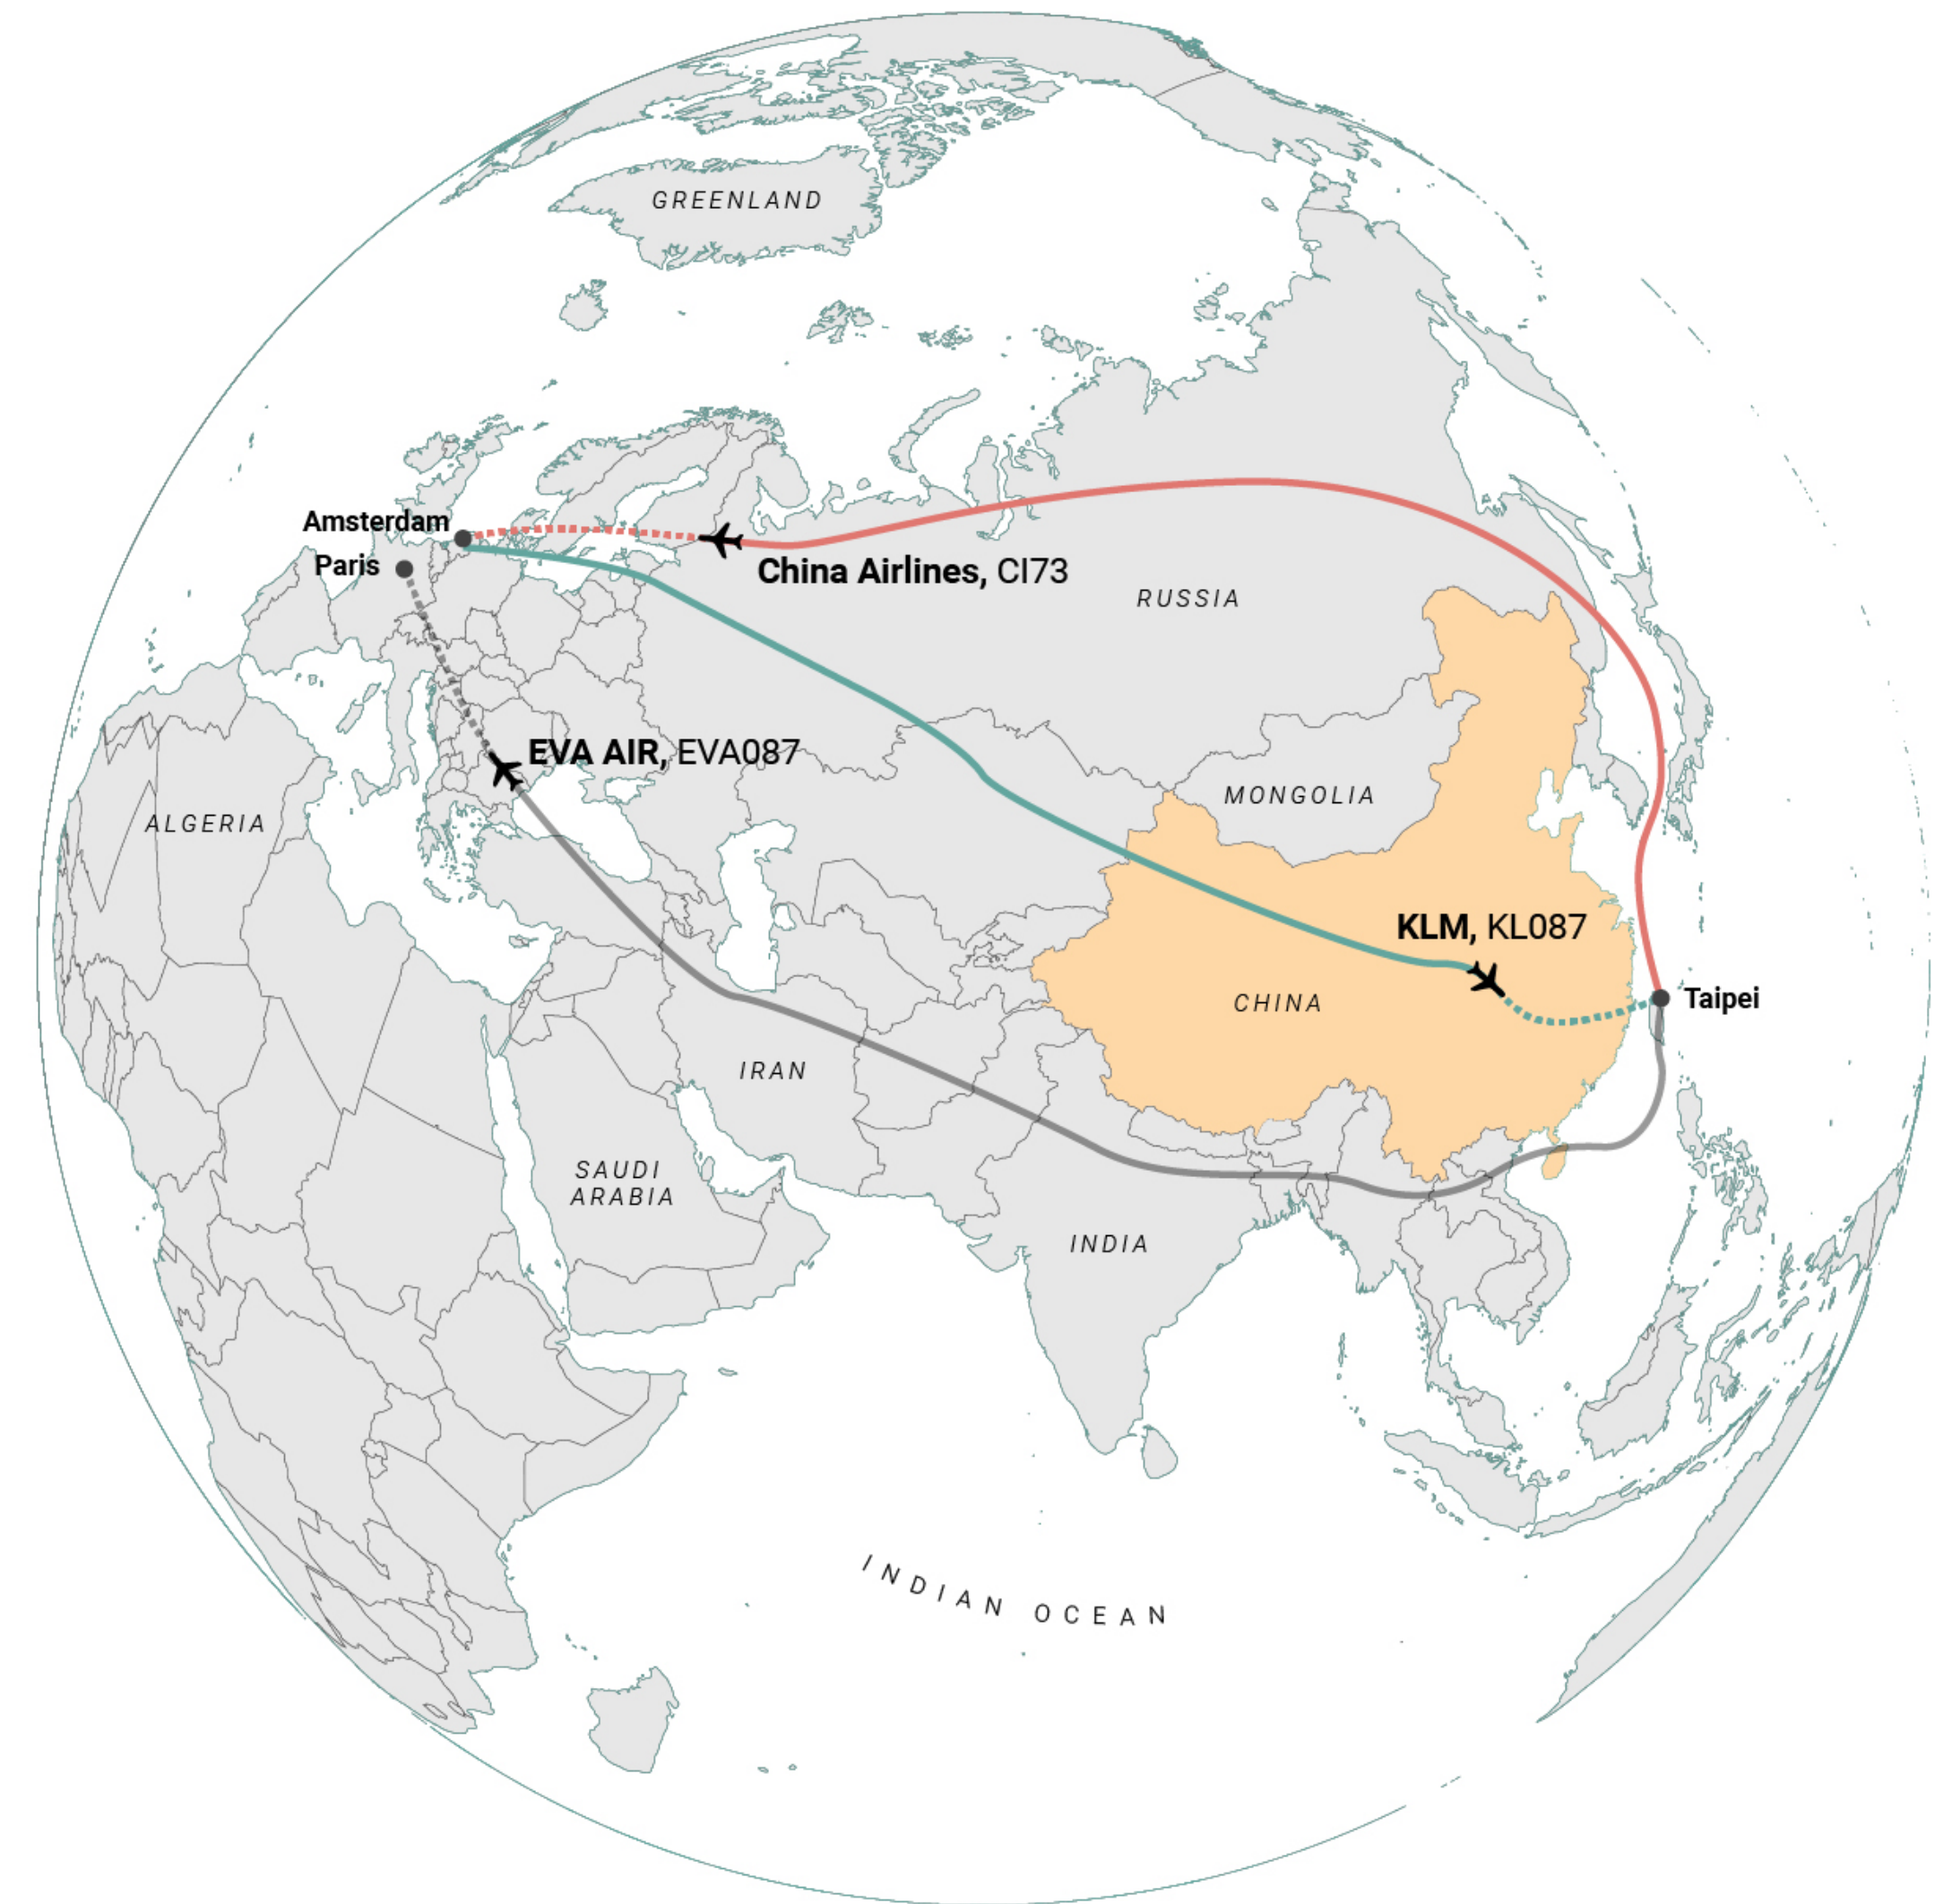 GREENLAND
Amsterdam
Paris
China Airlines, CI73
RUSSIA
EVA AIR, EVA087
MONGOLIA
ALGERIA
KLM, KL087
CHINA
Taipei
IRAN
SAUDI
ARABIA
INDIA
INDIAN OCEAN